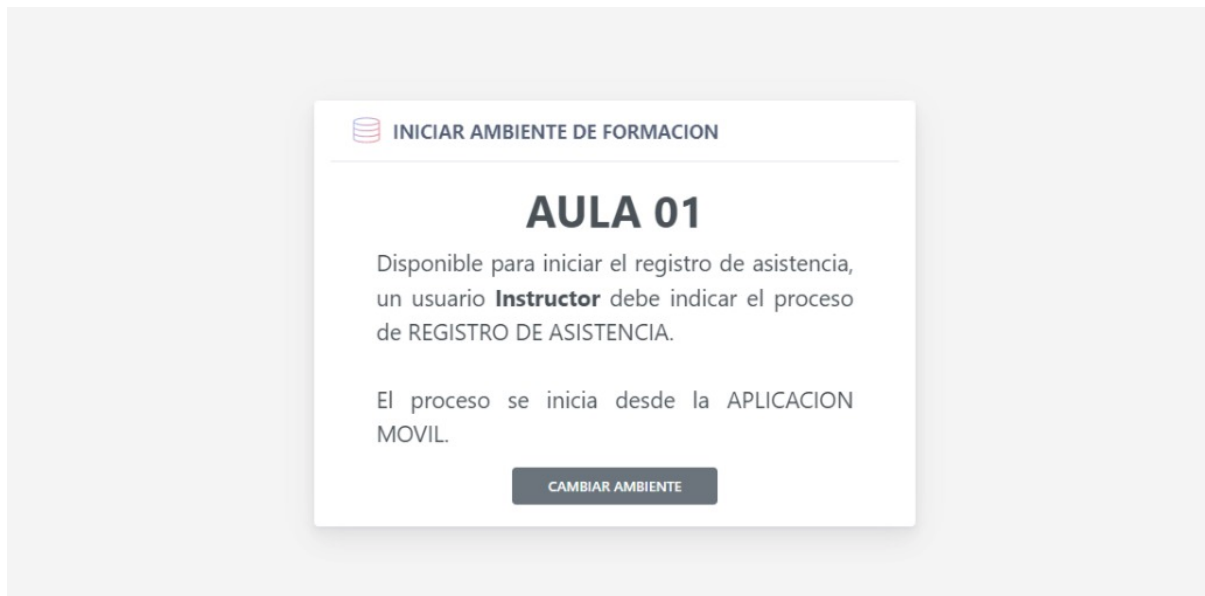 INICIAR AMBIENTE DE FORMACION
AULA 01
Disponible para iniciar el registro de asistencia,
un usuario Instructor debe indicar el proceso
de REGISTRO DE ASISTENCIA.
El proceso se inicia desde la APLICACION
MOVIL.
CAMBIAR AMBIENTE